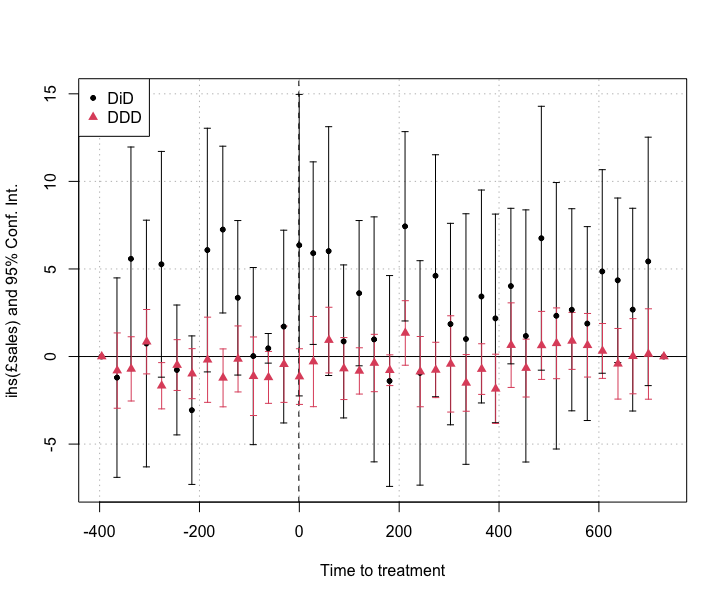 DiD
DDD
ihs(£sales) and 95% Conf. Int.
15
10
5
0
-5
-400
-200
0
200
400
600
Time to treatment